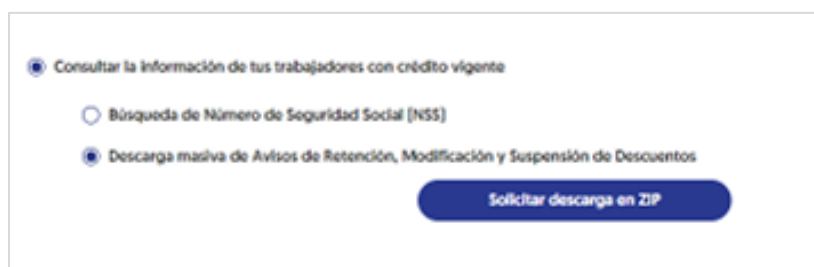 Consultar la información de tus trabajadores con crédito vigente
Búsqueda de Número de Seguridad Social [NSS]
Descarga masiva de Avisos de Retención, Modificación y Suspensión de Descuentos
Solicitar descarga en ZIP